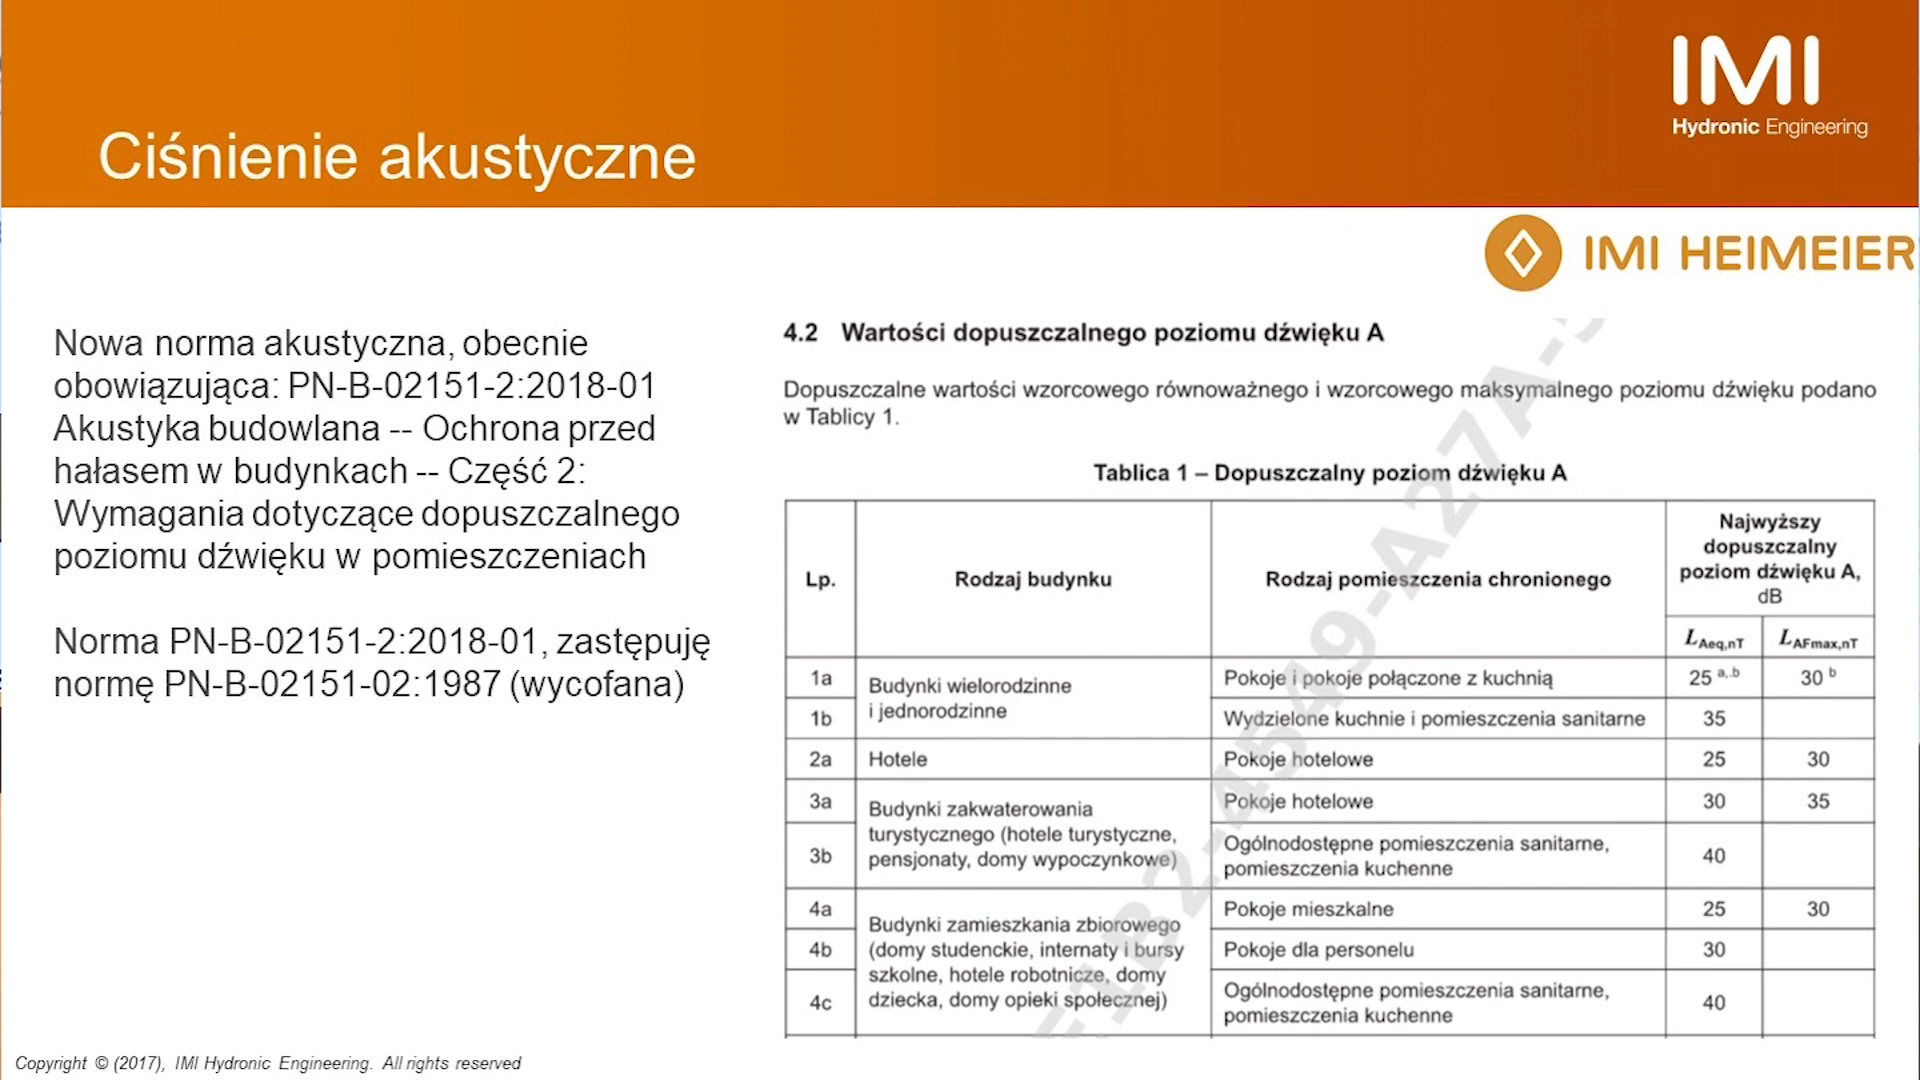 IMI
Hydronic Engineering
Ciśnienie akustyczne
IMI HEIMEIER
Nowa norma akustyczna, obecnie
obowiązująca: PN-B-02151-2:2018-01
Akustyka budowlana -- Ochrona przed
hałasem w budynkach -- Część 2:
Wymagania dotyczące dopuszczalnego
poziomu dźwięku w pomieszczeniach
Norma PN-B-02151-2:2018-01, zastępuję
normę PN-B-02151-02:1987 (wycofana)
4.2 Wartości dopuszczalnego poziomu dźwięku A
Dopuszczalne wartości wzorcowego równoważnego i wzorcowego maksymalnego poziomu dźwięku podano
w Tablicy 1.
Tablica 1 – Dopuszczalny poziom dźwięku A
Lp. Rodzaj budynku Rodzaj pomieszczenia chronionego
Najwyższy
dopuszczalny
poziom dźwięku A,
dB
LAeq,nT LAFmax,nT
1a Budynki wielorodzinne Pokoje i pokoje połączone z kuchnią 25 a,.b 30 b
1b i jednorodzinne Wydzielone kuchnie i pomieszczenia sanitarne 35
2a Hotele Pokoje hotelowe 25 30
3a Budynki zakwaterowania Pokoje hotelowe 30 35
turystycznego (hotele turystyczne,
pensjonaty, domy wypoczynkowe)
3b Ogólnodostępne pomieszczenia sanitarne, 40
pomieszczenia kuchenne
4a Budynki zamieszkania zbiorowego Pokoje mieszkalne 25 30
4b (domy studenckie, internaty i bursy Pokoje dla personelu 30
szkolne, hotele robotnicze, domy
dziecka, domy opieki społecznej)
4c Ogólnodostępne pomieszczenia sanitarne, 40
pomieszczenia kuchenne
Copyright © (2017), IMI Hydronic Engineering. All rights reserved